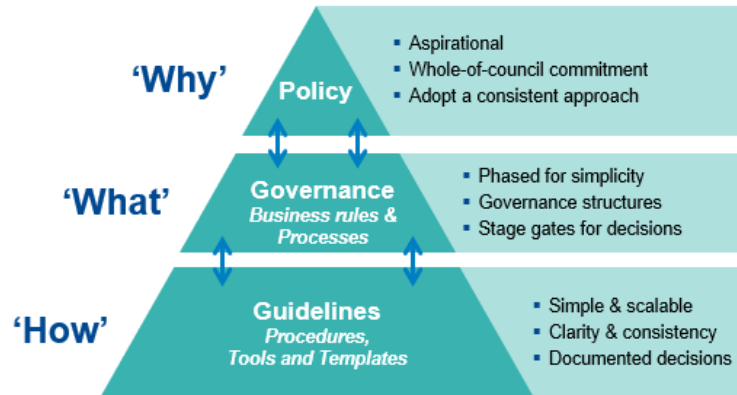 ‘Why’
Policy
▪ Aspirational
▪ Whole-of-council commitment
▪ Adopt a consistent approach
‘What’
Governance
Business rules &
Processes
▪ Phased for simplicity
▪ Governance structures
▪ Stage gates for decisions
‘How’
Guidelines
Procedures,
Tools and Templates
▪ Simple & scalable
▪ Clarity & consistency
▪ Documented decisions